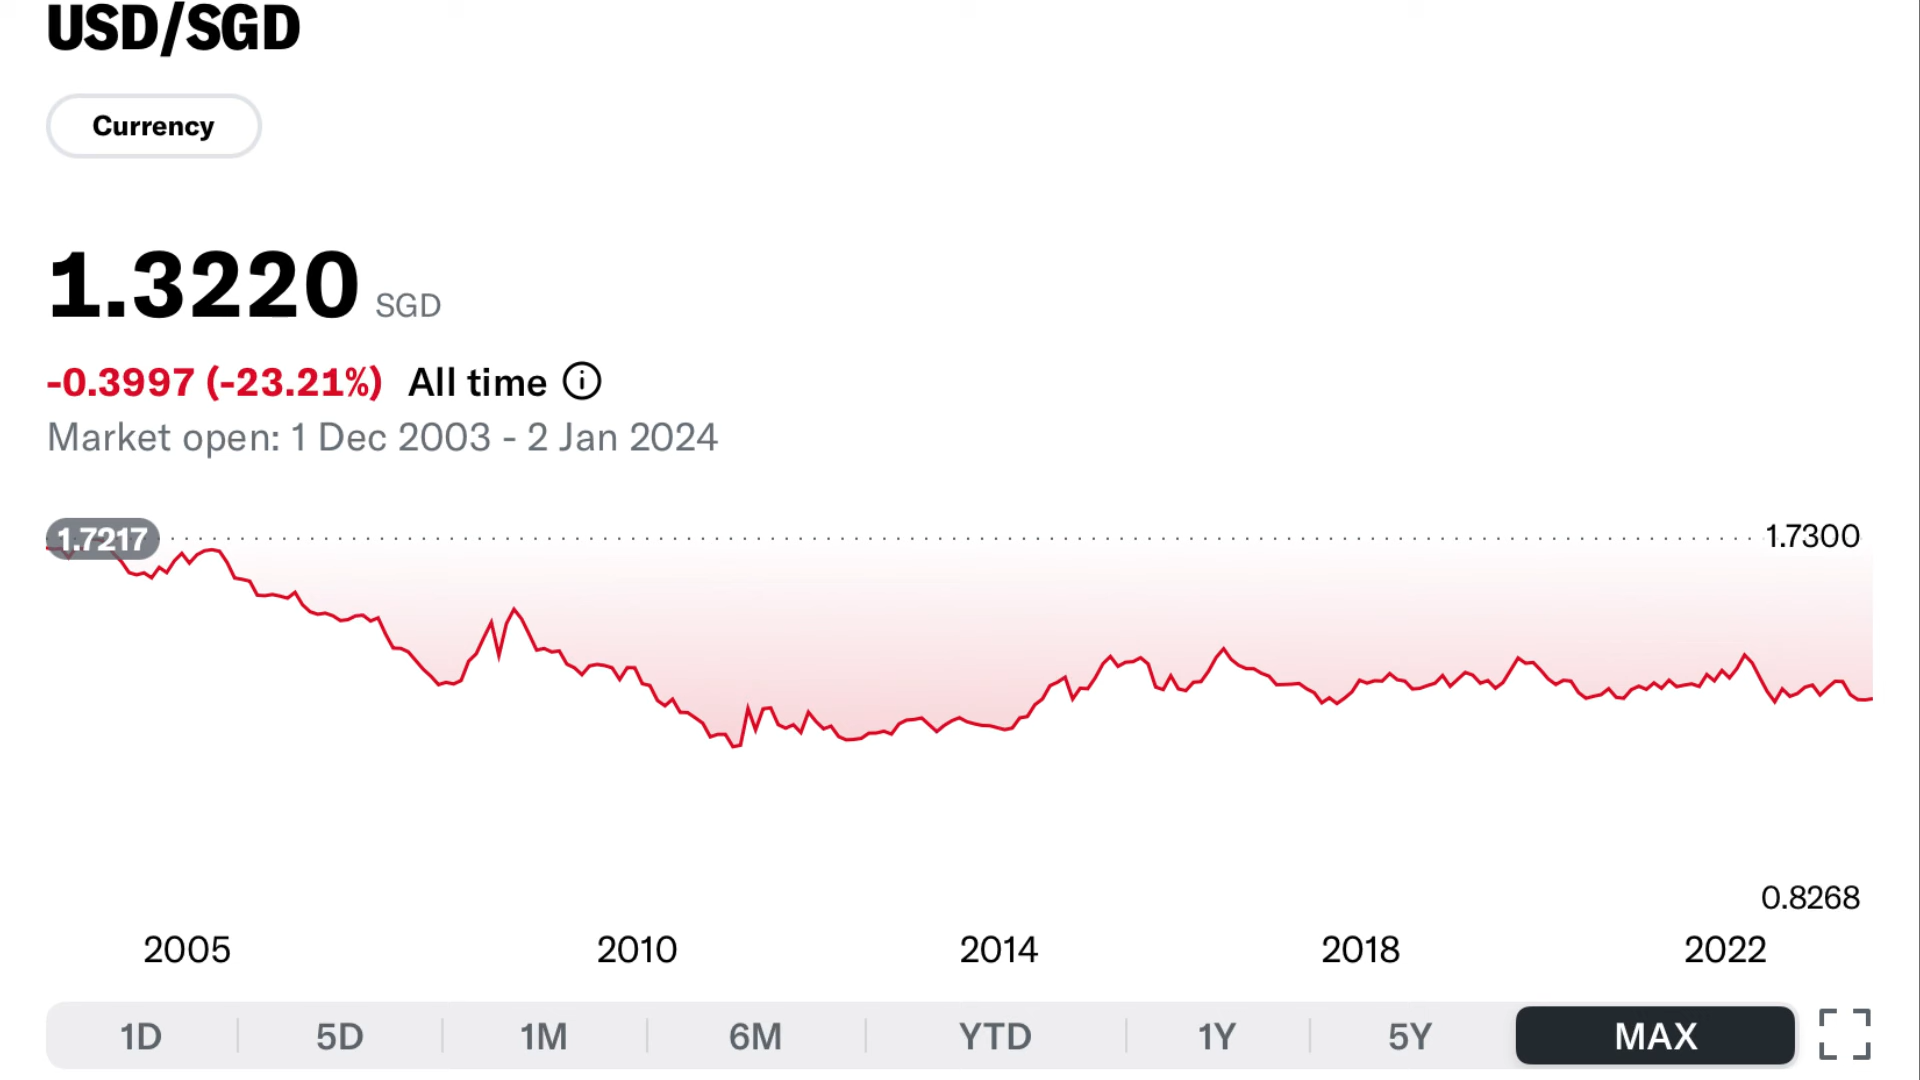 USD/SGD
Currency
1.3220 SGD
-0.3997 (-23.21%) All time
Market open: 1 Dec 2003 - 2 Jan 2024
1.7217
1.7300
0.8268
2005 2010 2014 2018 2022
1D 5D 1M 6M YTD 1Y 5Y MAX